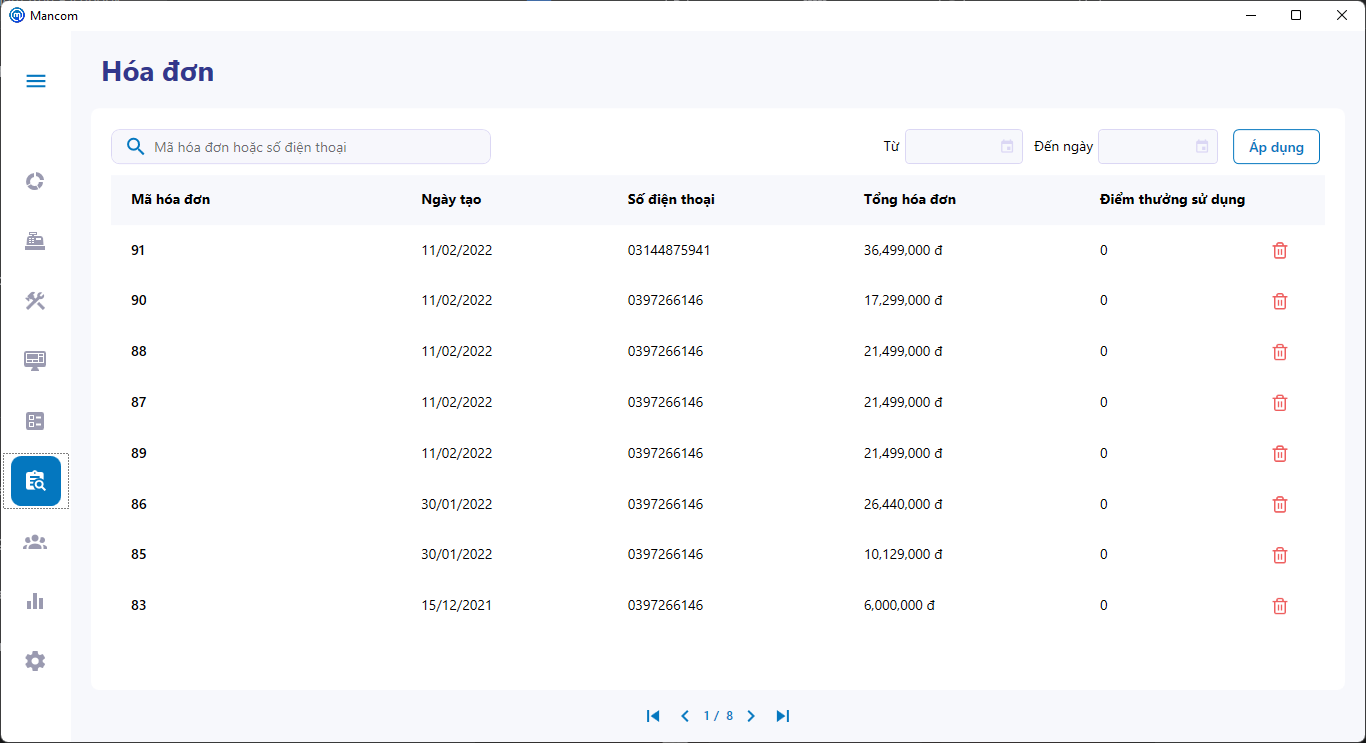 Mancom
Hóa đơn
Mã hóa đơn hoặc số điện thoại
Từ
Đến ngày
Áp dụng
Mã hóa đơn Ngày tạo Số điện thoại Tổng hóa đơn Điểm thưởng sử dụng
91 11/02/2022 03144875941 36,499,000 đ 0
90 11/02/2022 0397266146 17,299,000 đ 0
88 11/02/2022 0397266146 21,499,000 đ 0
87 11/02/2022 0397266146 21,499,000 đ 0
89 11/02/2022 0397266146 21,499,000 đ 0
86 30/01/2022 0397266146 26,440,000 đ 0
85 30/01/2022 0397266146 10,129,000 đ 0
83 15/12/2021 0397266146 6,000,000 đ 0
1 / 8